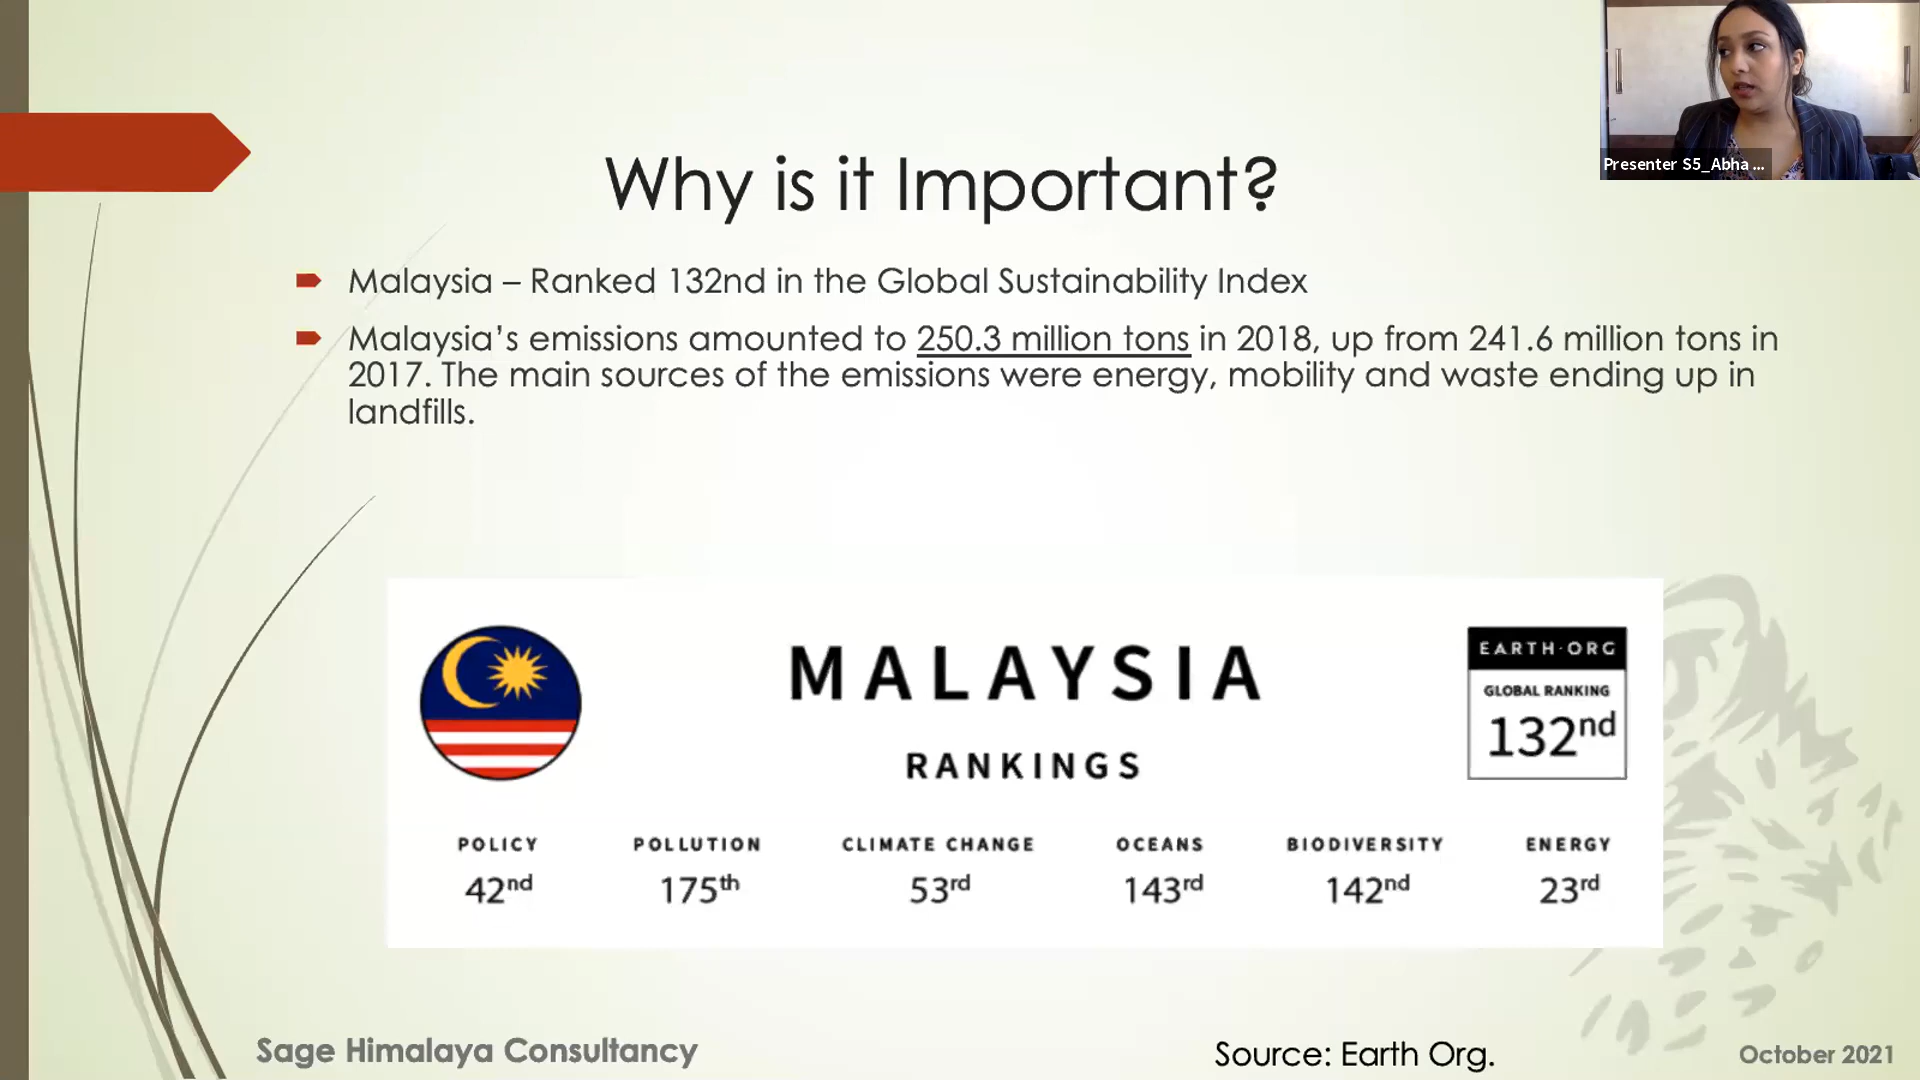 Presenter S5_Abha ...
Why is it Important?
Malaysia – Ranked 132nd in the Global Sustainability Index
Malaysia’s emissions amounted to 250.3 million tons in 2018, up from 241.6 million tons in
2017. The main sources of the emissions were energy, mobility and waste ending up in
landfills.
MALAYSIA
RANKINGS
EARTH·ORG
GLOBAL RANKING
132nd
POLICY POLLUTION CLIMATE CHANGE OCEANS BIODIVERSITY ENERGY
42nd 175th 53rd 143rd 142nd 23rd
Sage Himalaya Consultancy
Source: Earth Org.
October 2021